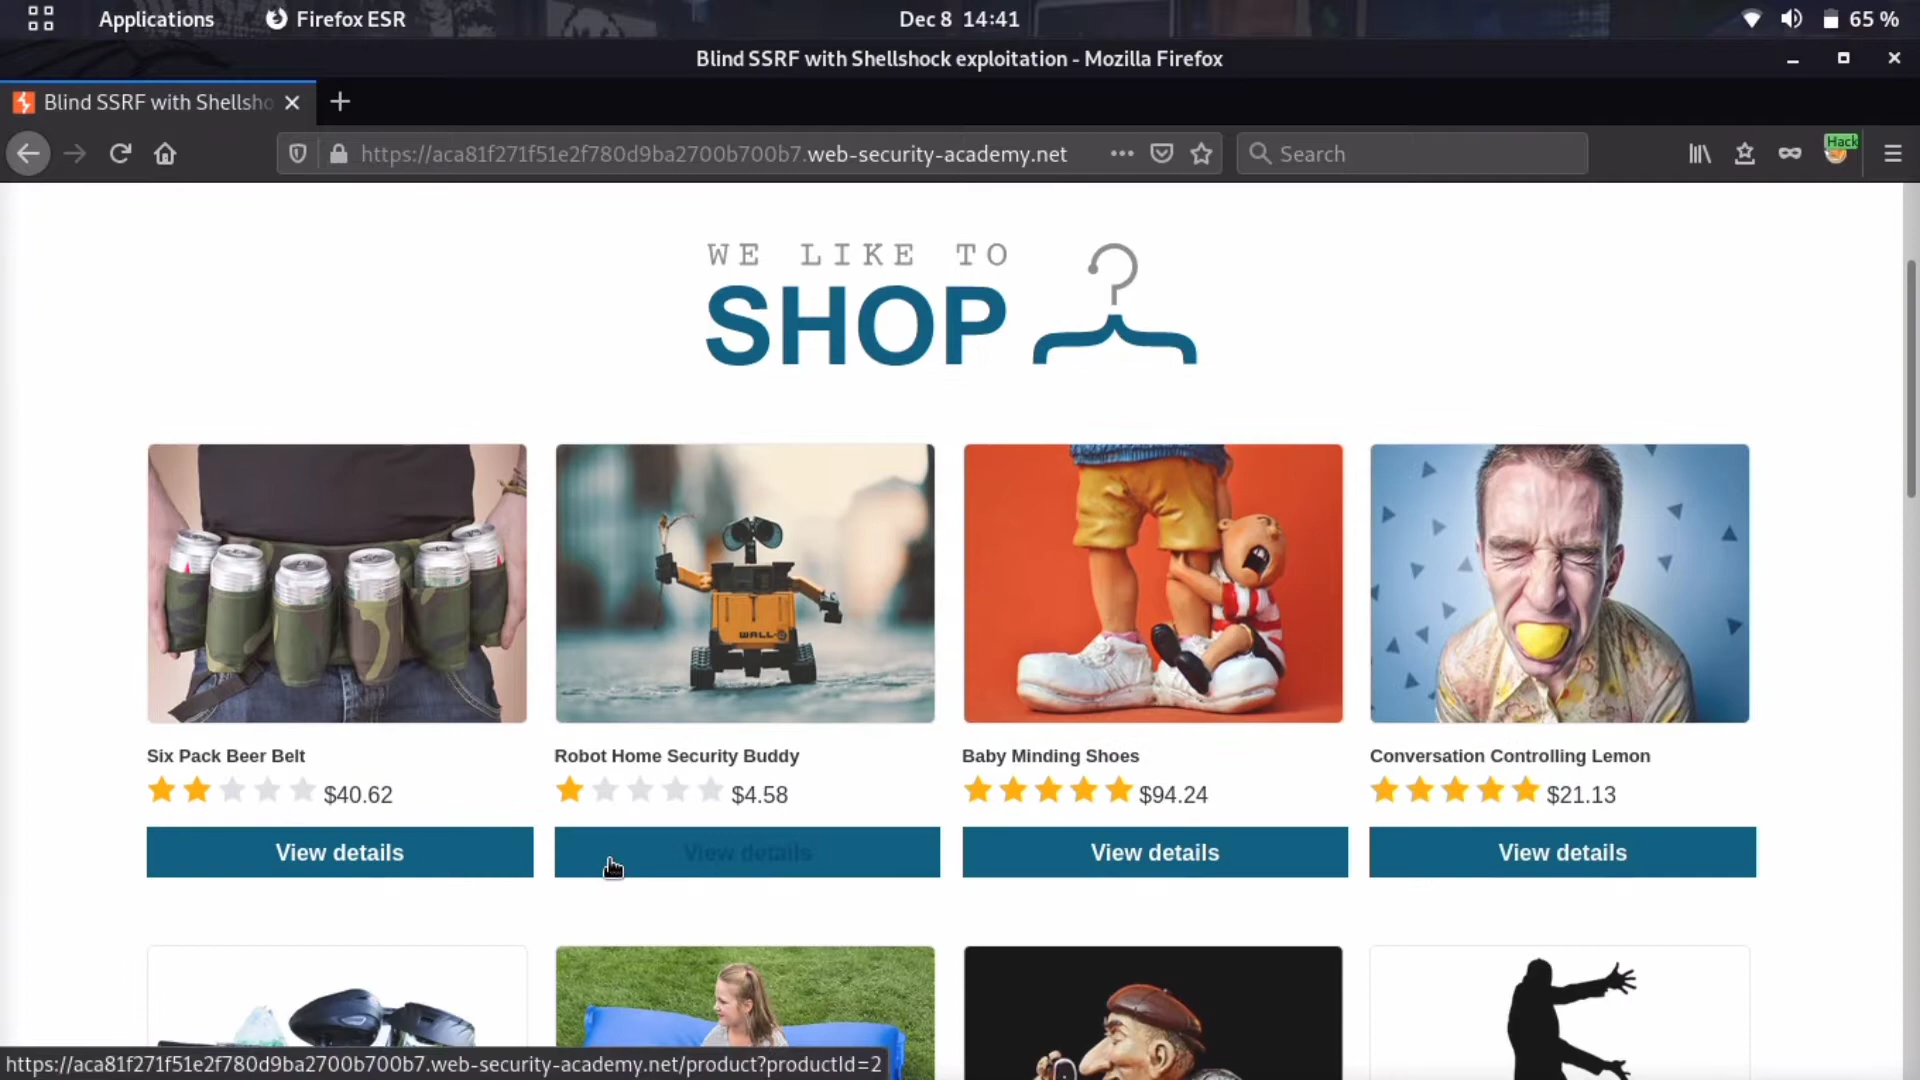 Applications
Firefox ESR
Dec 8 14:41
65 %
Blind SSRF with Shellshock exploitation - Mozilla Firefox
Blind SSRF with Shellsho
https://aca81f271f51e2f780d9ba2700b700b7.web-security-academy.net
Search
Hack
WE LIKE TO
SHOP
WALL-E
Six Pack Beer Belt
Robot Home Security Buddy
Baby Minding Shoes
Conversation Controlling Lemon
$40.62
$4.58
$94.24
$21.13
View details
View details
View details
View details
https://aca81f271f51e2f780d9ba2700b700b7.web-security-academy.net/product?productId=2